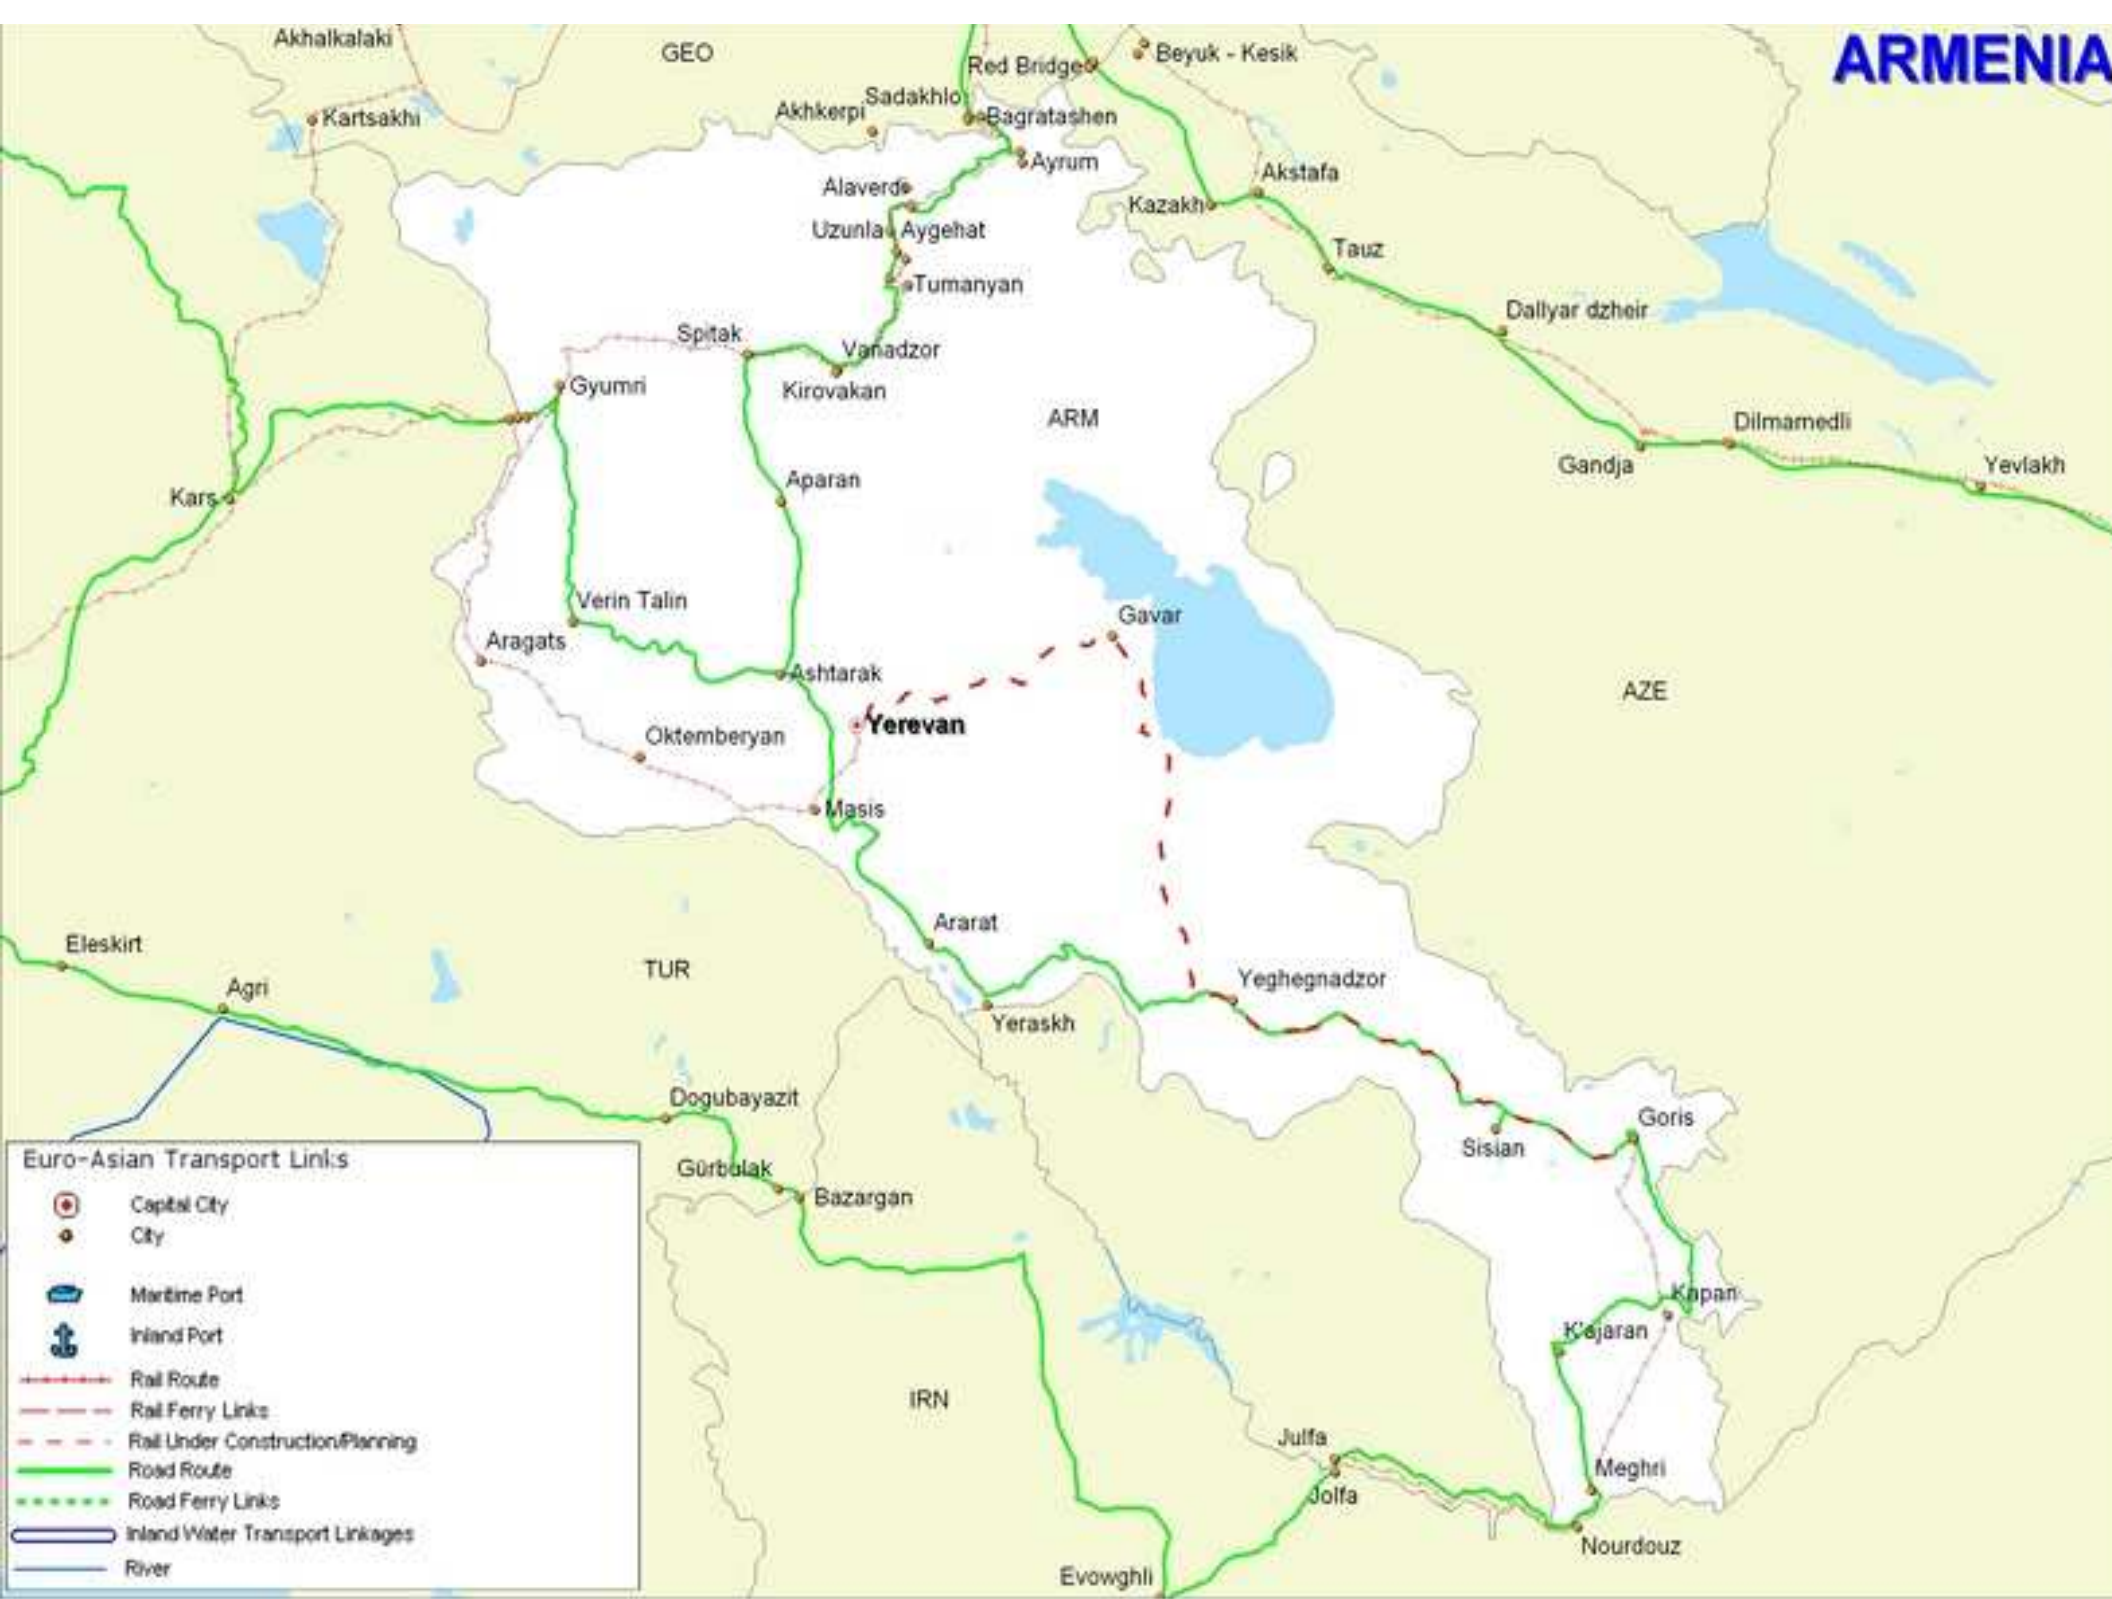 ARMENIA
Akhalkalaki
GEO
Red Bridge
Beyuk - Kesik
Kartsakhi
Akhkerpi
Sadakhlo
Bagratashen
Ayrum
Akstafa
Alaverd
Kazakh
Uzunla
Aygehat
Tauz
Tumanyan
Dallyar dzheir
Spitak
Vanadzor
Gyumri
Kirovakan
ARM
Dilmamedli
Gandja
Yevlakh
Aparan
Kars
Verin Talin
Gavar
Aragats
Ashtarak
AZE
Yerevan
Oktemberyan
Masis
Ararat
Eleskirt
TUR
Yeghegnadzor
Agri
Yeraskh
Dogubayazit
Goris
Sisian
Gürbulak
Bazargan
Kapan
K'ajaran
IRN
Julfa
Meghri
Jolfa
Nourdouz
Evowghli
Euro-Asian Transport Links
Capital City
City
Maritime Port
Inland Port
Rail Route
Rail Ferry Links
Rail Under Construction/Planning
Road Route
Road Ferry Links
Inland Water Transport Linkages
River